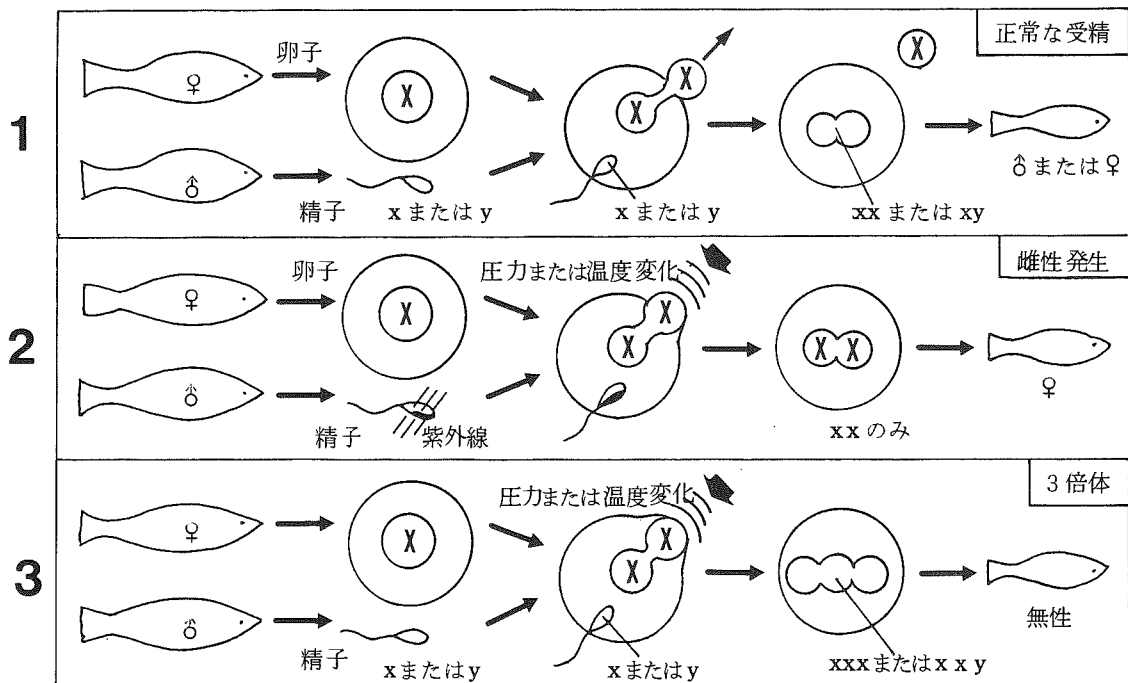 1
正常な受精
♀
卵子
X
X
X
X
♂
精子
xまたはy
xまたはy
xxまたはxy
♂または♀
2
雌性発生
♀
卵子
X
圧力または温度変化
X
X
X X
♂
精子
紫外線
xxのみ
♀
3
3倍体
♀
X
圧力または温度変化
X
X
♂
精子
xまたはy
xまたはy
xxxまたはxxy
無性